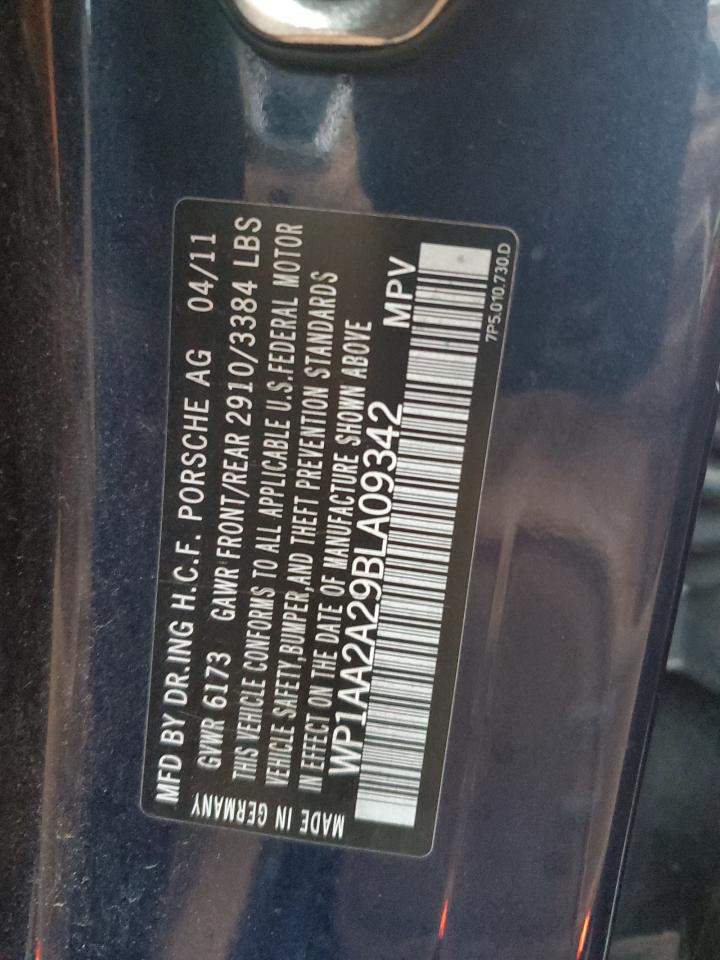 MFD BY DR.ING H.C.F. PORSCHE AG 04/11
GVWR 6173 GAWR FRONT/REAR 2910/3384 LBS
THIS VEHICLE CONFORMS TO ALL APPLICABLE U.S.FEDERAL MOTOR
VEHICLE SAFETY,BUMPER,AND THEFT PREVENTION STANDARDS
IN EFFECT ON THE DATE OF MANUFACTURE SHOWN ABOVE
WP1AA2A29BLA09342 MPV
7P5.010.730.D
MADE IN GERMANY